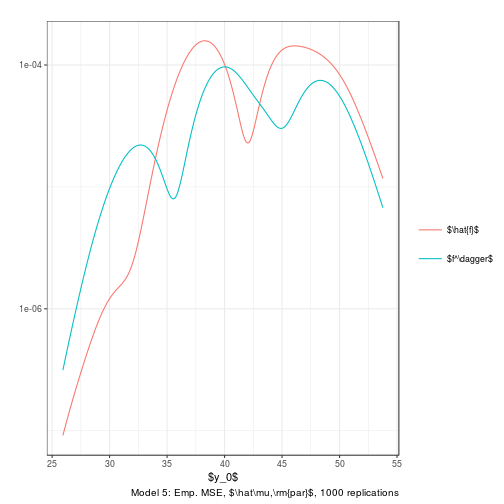 1e-04
1e-06
25 30 35 40 45 50 55
$y_0$
$\hat{f}$
$f^\dagger$
Model 5: Emp. MSE, $\hat\mu,\rm{par}$, 1000 replications